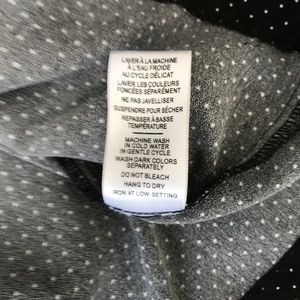 LAVER À LA MACHINE
À L'EAU FROIDE
AU CYCLE DÉLICAT
LAVER LES COULEURS
FONCÉES SÉPARÉMENT
NE PAS JAVELLISER
SUSPENDRE POUR SÉCHER
REPASSER À BASSE
TEMPÉRATURE
MACHINE WASH
IN COLD WATER
IN GENTLE CYCLE
WASH DARK COLORS
SEPARATELY
DO NOT BLEACH
HANG TO DRY
IRON AT LOW SETTING